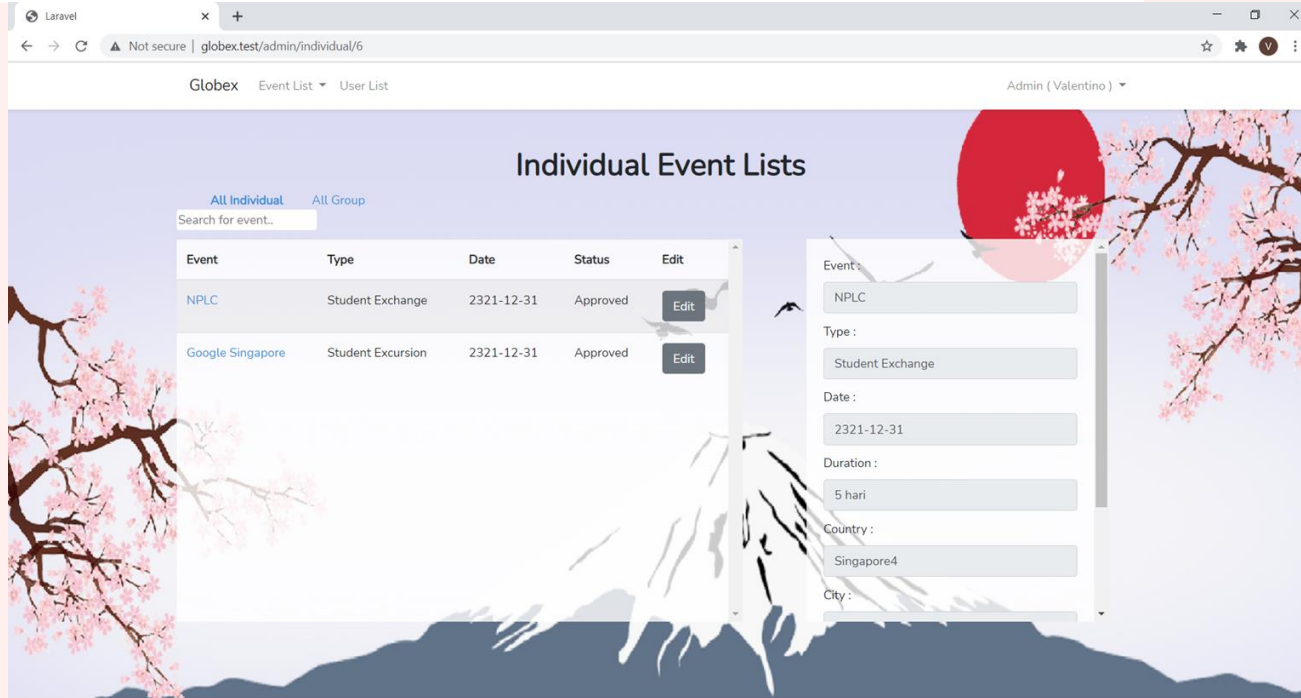 Laravel
Not secure | globex.test/admin/individual/6
V
Globex Event List User List Admin ( Valentino )
Individual Event Lists
All Individual All Group
Search for event..
Event Type Date Status Edit
NPLC Student Exchange 2321-12-31 Approved Edit
Google Singapore Student Excursion 2321-12-31 Approved Edit
Event :
NPLC
Type :
Student Exchange
Date :
2321-12-31
Duration :
5 hari
Country :
Singapore4
City :